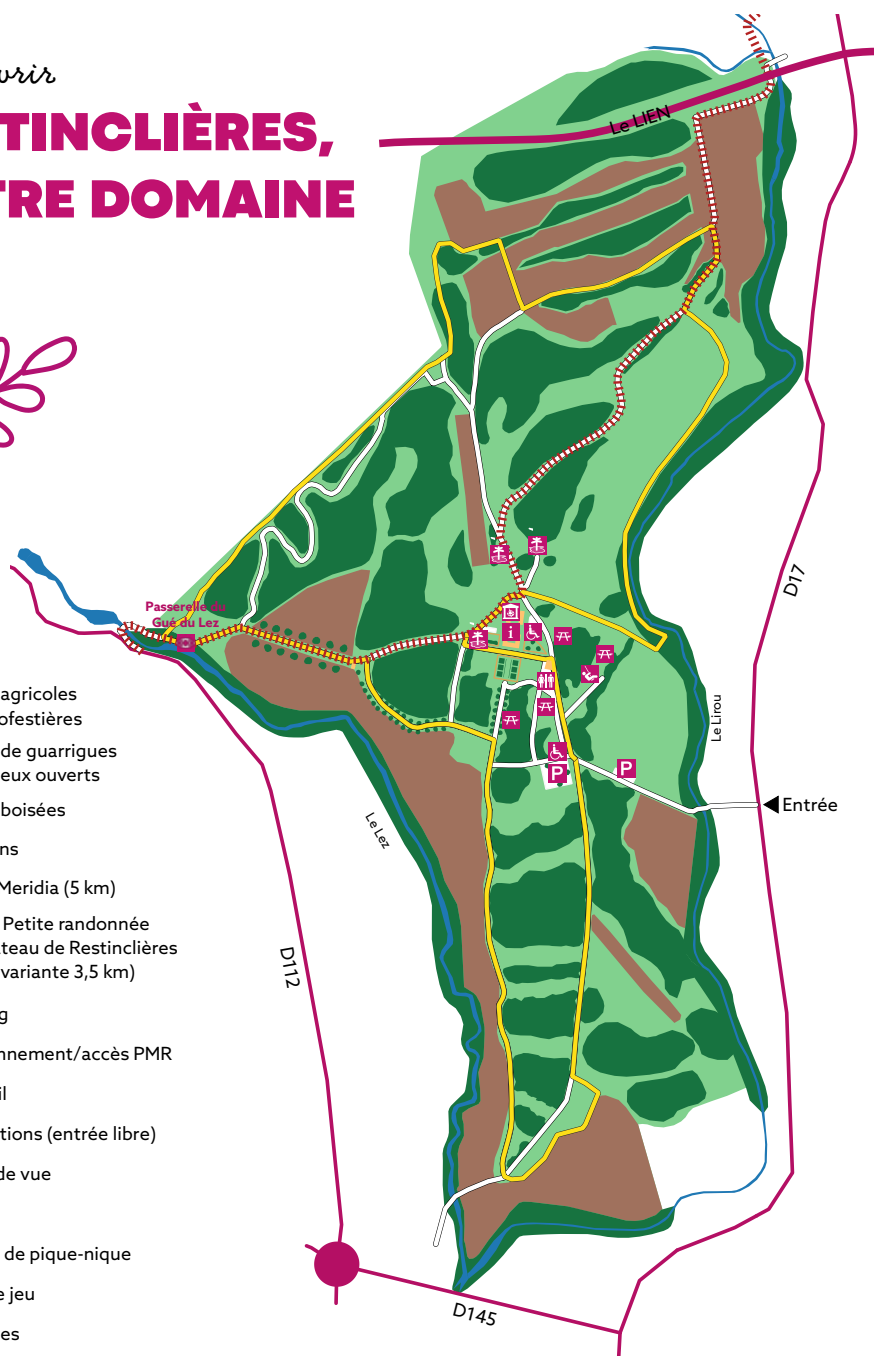 TINCLIÈRES,
TRE DOMAINE
Le LIEN
D17
Passerelle du
Gué du Lez
i
Le Lirou
P
P
Entrée
Le Lez
D112
D145
agricoles
ofestières
de guarrigues
eux ouverts
boisées
ns
Meridia (5 km)
Petite randonnée
teau de Restinclières
variante 3,5 km)
g
nnement/accès PMR
il
tions (entrée libre)
de vue
de pique-nique
e jeu
es